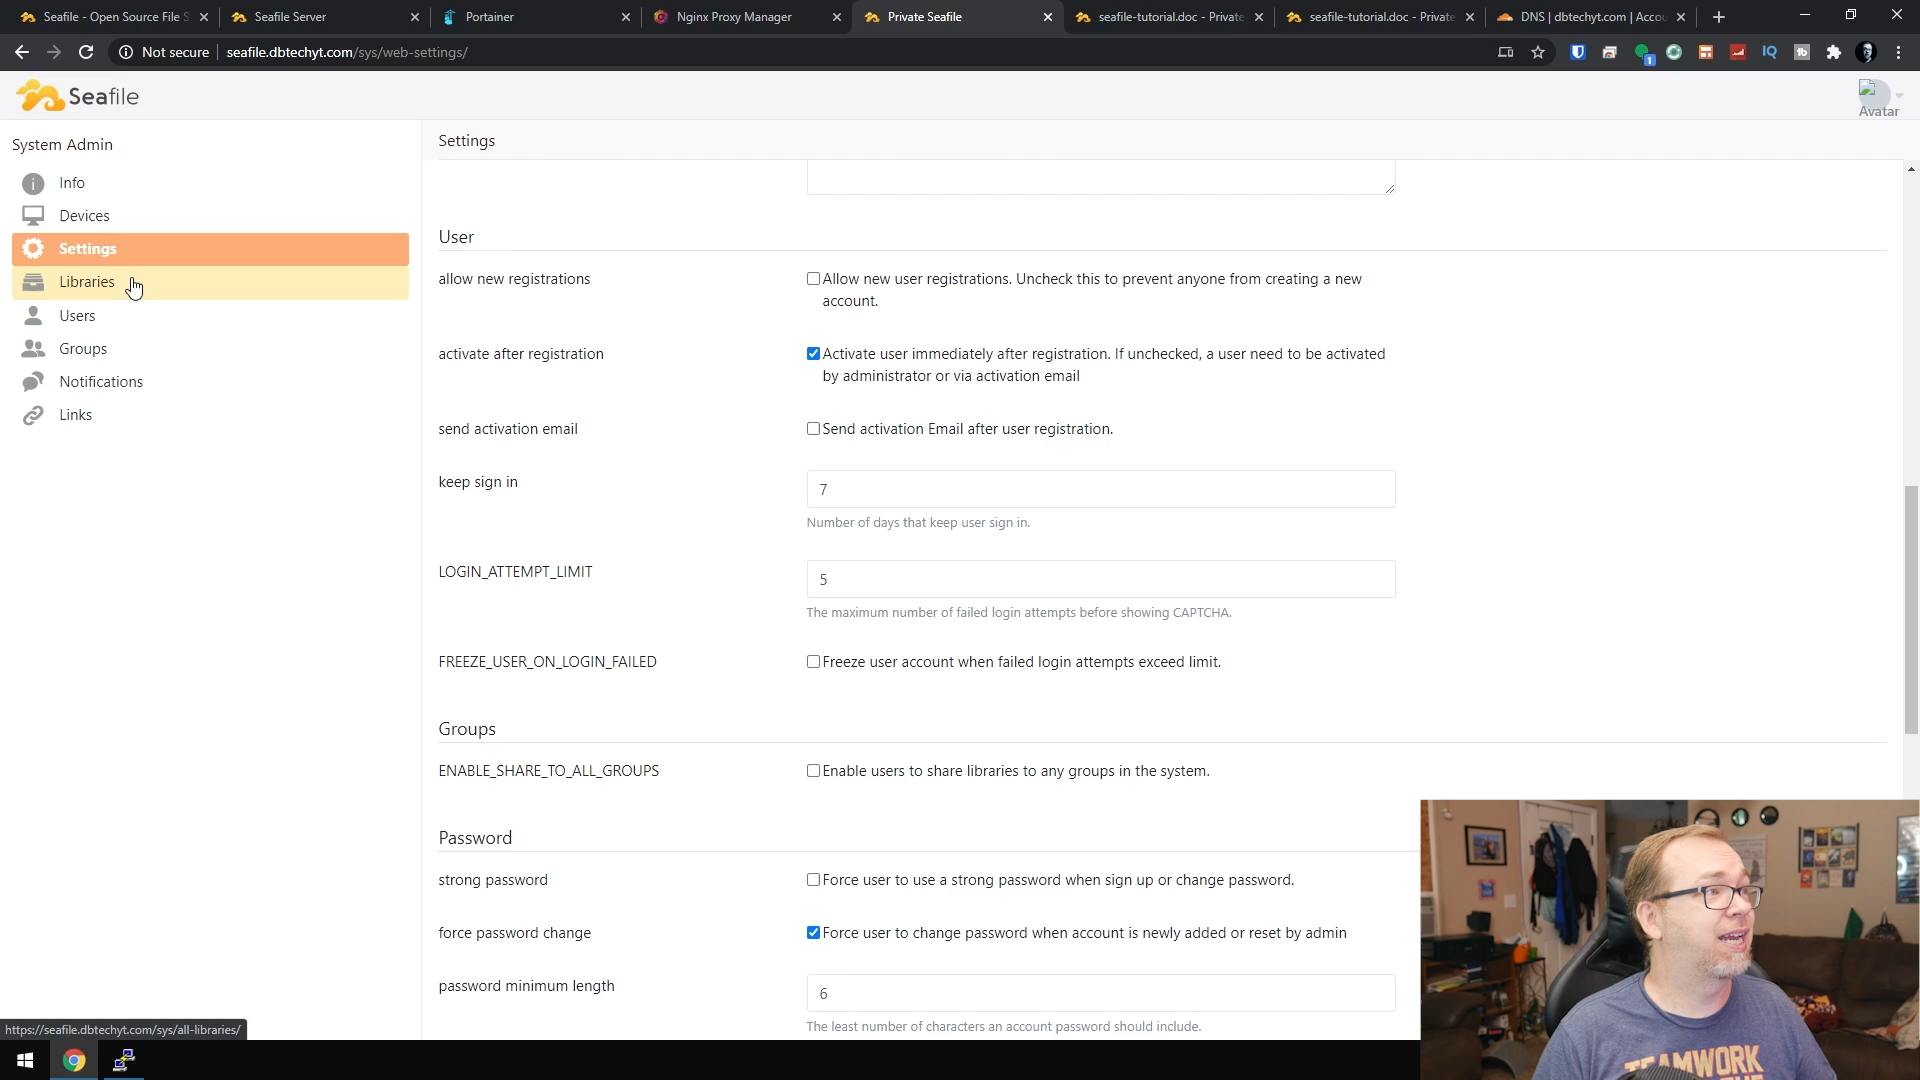 Seafile - Open Source File S
Seafile Server
Portainer
Nginx Proxy Manager
Private Seafile
seafile-tutorial.doc - Private
seafile-tutorial.doc - Private
DNS | dbtechyt.com | Accou
Not secure
seafile.dbtechyt.com/sys/web-settings/
1
IQ
Seafile
Avatar
System Admin
Info
Devices
Settings
Libraries
Users
Groups
Notifications
Links
Settings
User
allow new registrations
Allow new user registrations. Uncheck this to prevent anyone from creating a new
account.
activate after registration
Activate user immediately after registration. If unchecked, a user need to be activated
by administrator or via activation email
send activation email
Send activation Email after user registration.
keep sign in
7
Number of days that keep user sign in.
LOGIN_ATTEMPT_LIMIT
5
The maximum number of failed login attempts before showing CAPTCHA.
FREEZE_USER_ON_LOGIN_FAILED
Freeze user account when failed login attempts exceed limit.
Groups
ENABLE_SHARE_TO_ALL_GROUPS
Enable users to share libraries to any groups in the system.
Password
strong password
Force user to use a strong password when sign up or change password.
force password change
Force user to change password when account is newly added or reset by admin
password minimum length
6
The least number of characters an account password should include.
https://seafile.dbtechyt.com/sys/all-libraries/
TEAMWORK